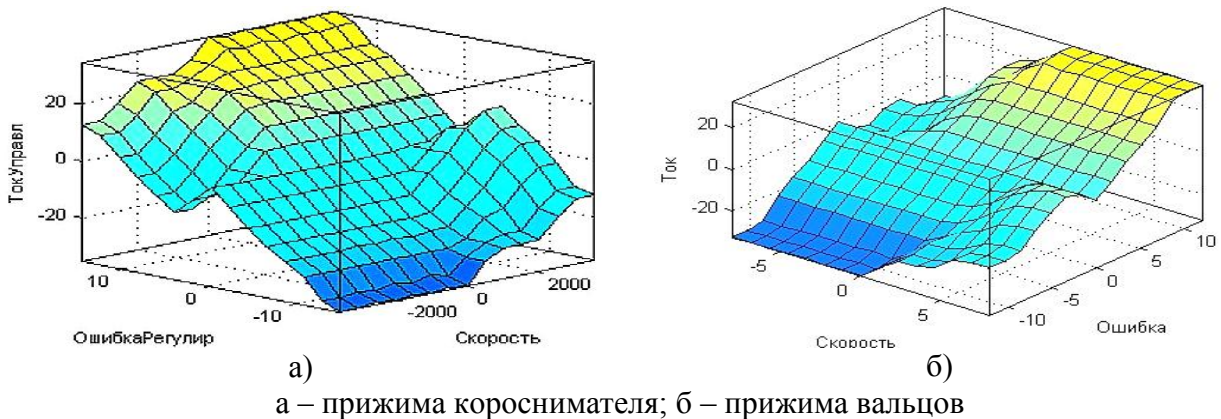 20
0
-20
ТокУправл
10
0
-10
ОшибкаРегулир
-2000
0
2000
Скорость
а)
20
0
-20
Ток
-5
0
5
Скорость
-10
-5
0
5
10
Ошибка
б)
а – прижима короснимателя; б – прижима вальцов